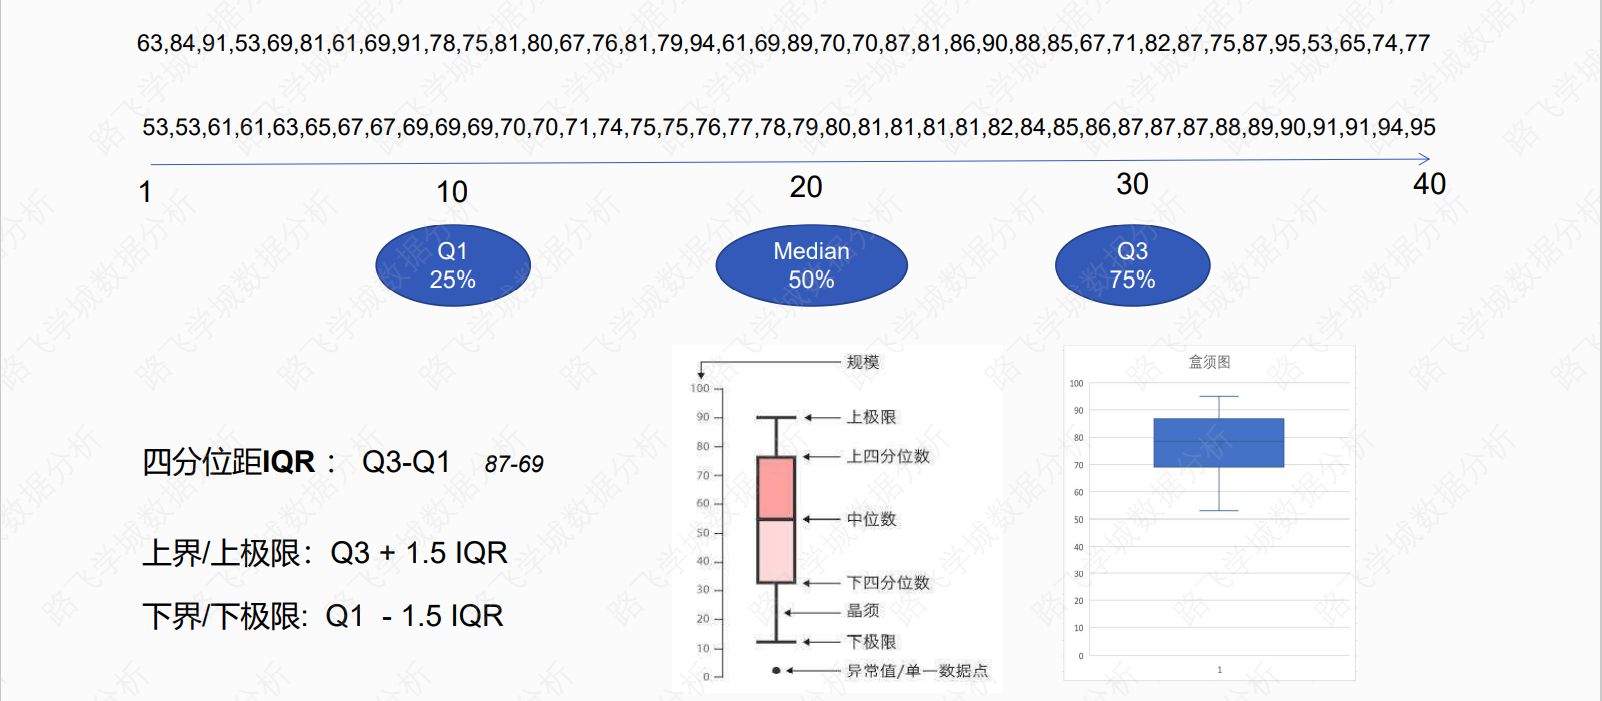 63,84,91,53,69,81,61,69,91,78,75,81,80,67,76,81,79,94,61,69,89,70,70,87,81,86,90,88,85,67,71,82,87,75,87,95,53,65,74,77
53,53,61,61,63,65,67,67,69,69,69,70,70,71,74,75,75,76,77,78,79,80,81,81,81,81,82,84,85,86,87,87,87,88,89,90,91,91,94,95
1 10 20 30 40
Q1
25%
Median
50%
Q3
75%
四分位距IQR： Q3-Q1 87-69
上界/上极限：Q3 + 1.5 IQR
下界/下极限: Q1 - 1.5 IQR
规模
100
90
80
70
60
50
40
30
20
10
0
上极限
上四分位数
中位数
下四分位数
晶须
下极限
异常值/单一数据点
盒须图
100
90
80
70
60
50
40
30
20
10
0
1
路飞学城数据分析